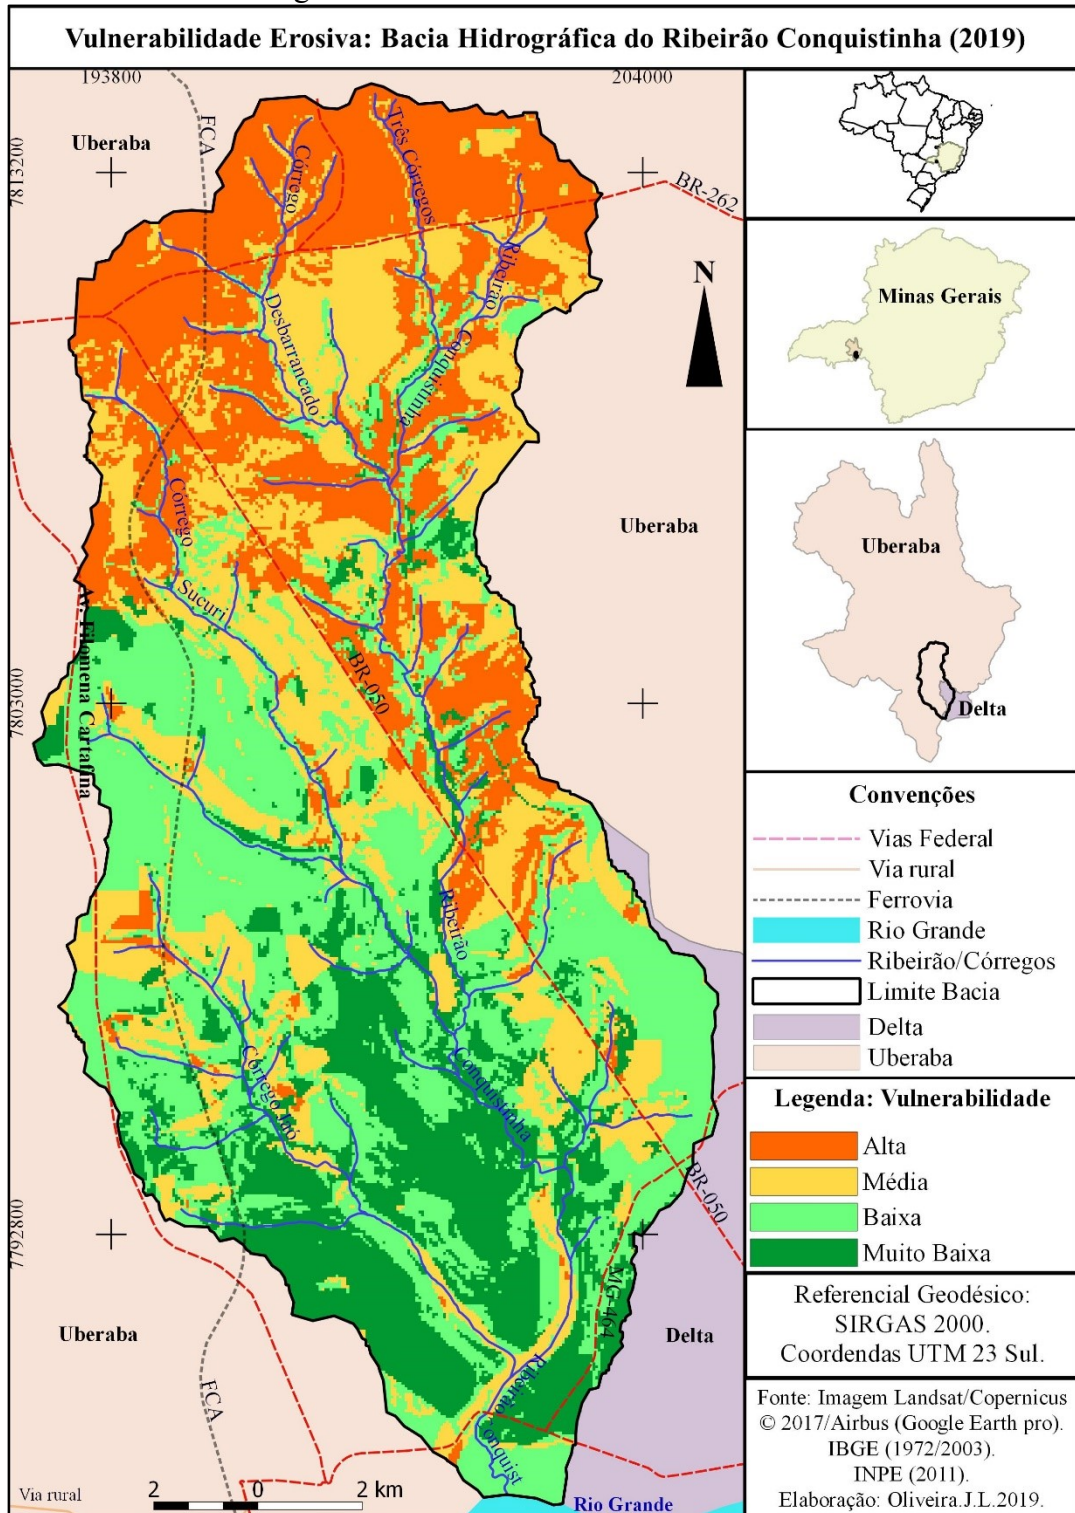 Vulnerabilidade Erosiva: Bacia Hidrográfica do Ribeirão Conquistinha (2019)
193800
204000
7813200
7803000
7792800
Uberaba
FCA
Córrego
Três Córregos
BR-262
Ribeirão
Conquistinha
Desbarrancado
N
Córrego
Sucuri
Uberaba
Av. Filomena Cartafina
BR-050
Ribeirão
Conquistinha
Córrego Jaó
BR-050
MG-464
Uberaba
Delta
FCA
Ribeirão
Conquist
Via rural
2 0 2 km
Rio Grande
Minas Gerais
Uberaba
Delta
Convenções
Vias Federal
Via rural
Ferrovia
Rio Grande
Ribeirão/Córregos
Limite Bacia
Delta
Uberaba
Legenda: Vulnerabilidade
Alta
Média
Baixa
Muito Baixa
Referencial Geodésico:
SIRGAS 2000.
Coordendas UTM 23 Sul.
Fonte: Imagem Landsat/Copernicus
© 2017/Airbus (Google Earth pro).
IBGE (1972/2003).
INPE (2011).
Elaboração: Oliveira.J.L.2019.